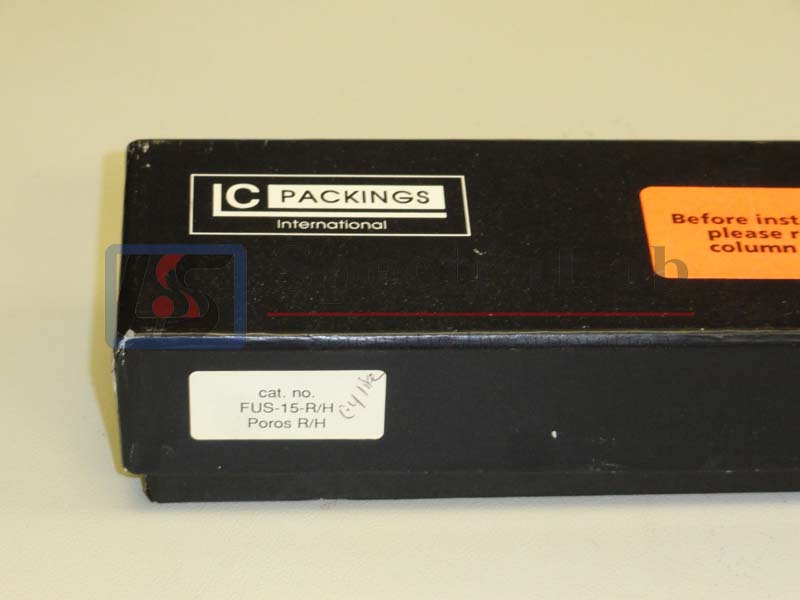 LC PACKINGS
International
Before inst
please r
column
cat. no.
FUS-15-R/H
Poros R/H